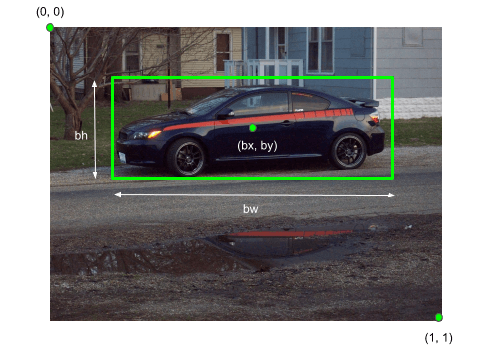 (0, 0)
bh
(bx, by)
bw
(1, 1)